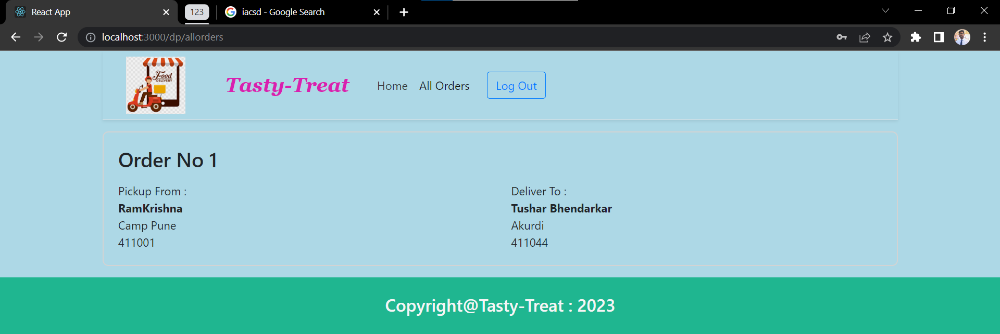 React App
123
iacsd - Google Search
localhost:3000/dp/allorders
Food
DELIVERY
Tasty-Treat
Home
All Orders
Log Out
Order No 1
Pickup From :
RamKrishna
Camp Pune
411001
Deliver To :
Tushar Bhendarkar
Akurdi
411044
Copyright@Tasty-Treat : 2023